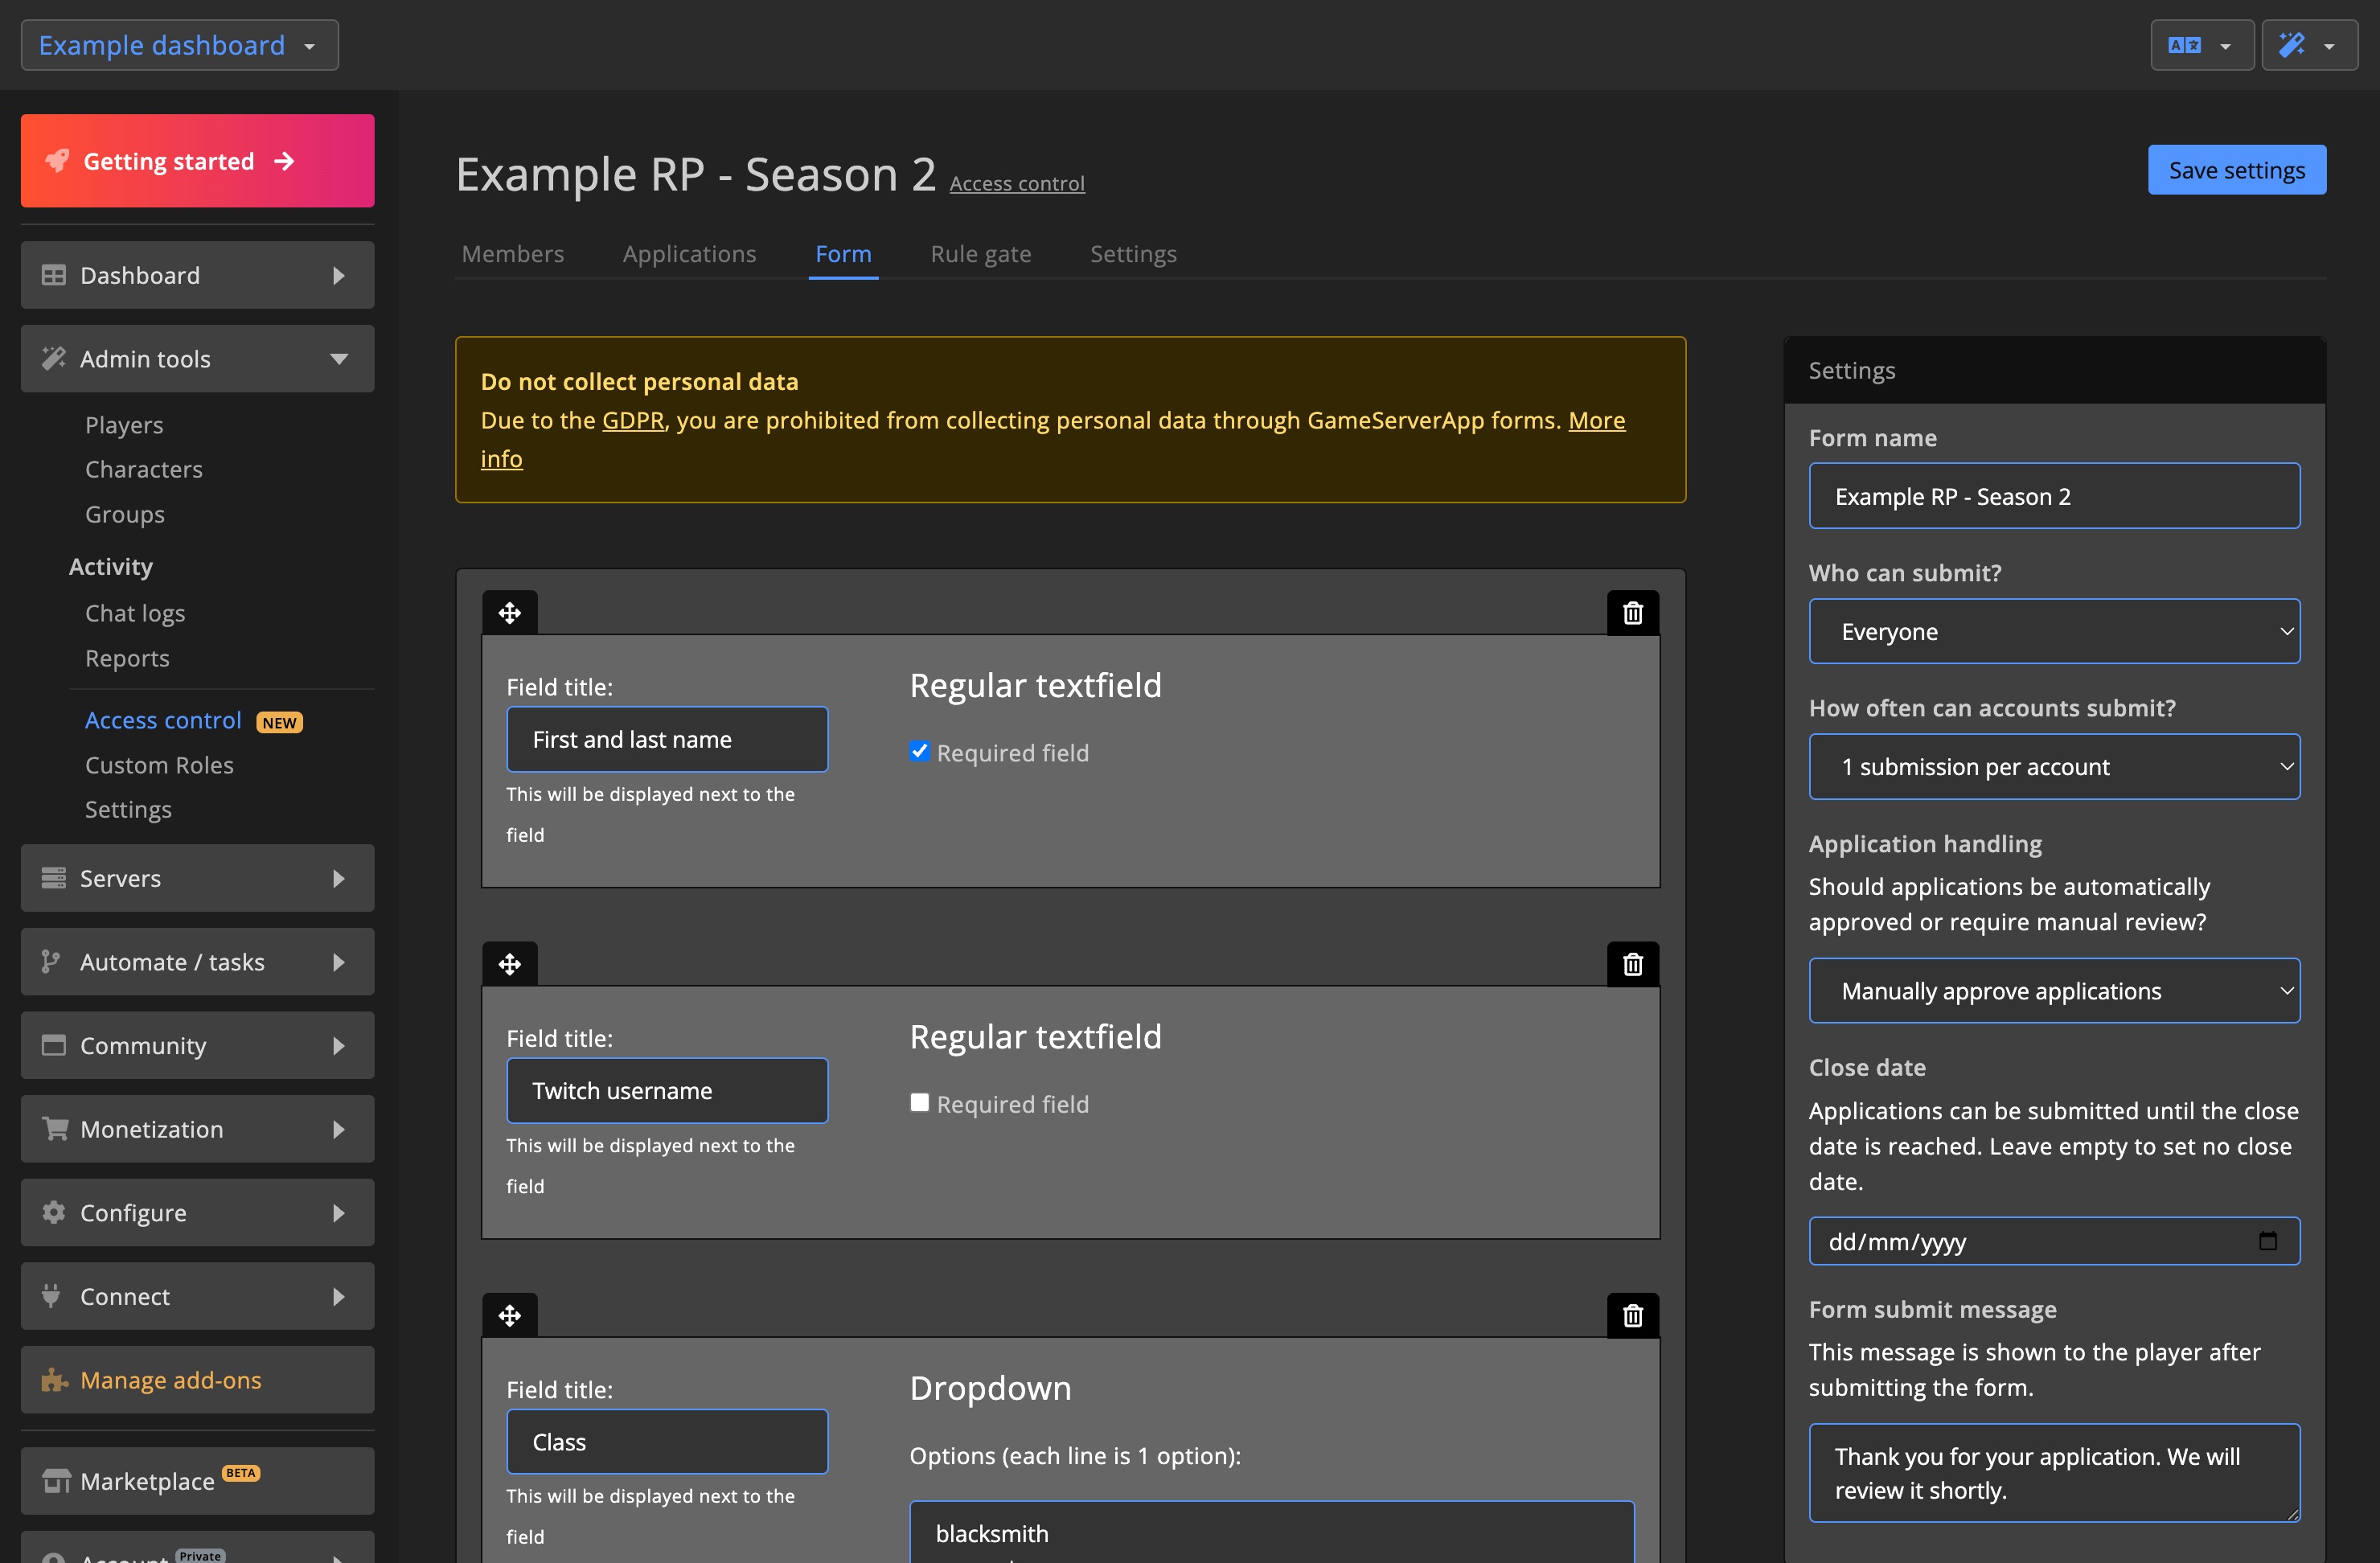 Example dashboard
Getting started
Dashboard
Admin tools
Players
Characters
Groups
Activity
Chat logs
Reports
Access control NEW
Custom Roles
Settings
Servers
Automate / tasks
Community
Monetization
Configure
Connect
Manage add-ons
Marketplace BETA
Account Private
Example RP - Season 2 Access control
Save settings
Members Applications Form Rule gate Settings
Do not collect personal data
Due to the GDPR, you are prohibited from collecting personal data through GameServerApp forms. More
info
Field title:
First and last name
This will be displayed next to the
field
Regular textfield
Required field
Field title:
Twitch username
This will be displayed next to the
field
Regular textfield
Required field
Field title:
Class
This will be displayed next to the
field
Dropdown
Options (each line is 1 option):
blacksmith
Settings
Form name
Example RP - Season 2
Who can submit?
Everyone
How often can accounts submit?
1 submission per account
Application handling
Should applications be automatically
approved or require manual review?
Manually approve applications
Close date
Applications can be submitted until the close
date is reached. Leave empty to set no close
date.
dd/mm/yyyy
Form submit message
This message is shown to the player after
submitting the form.
Thank you for your application. We will
review it shortly.